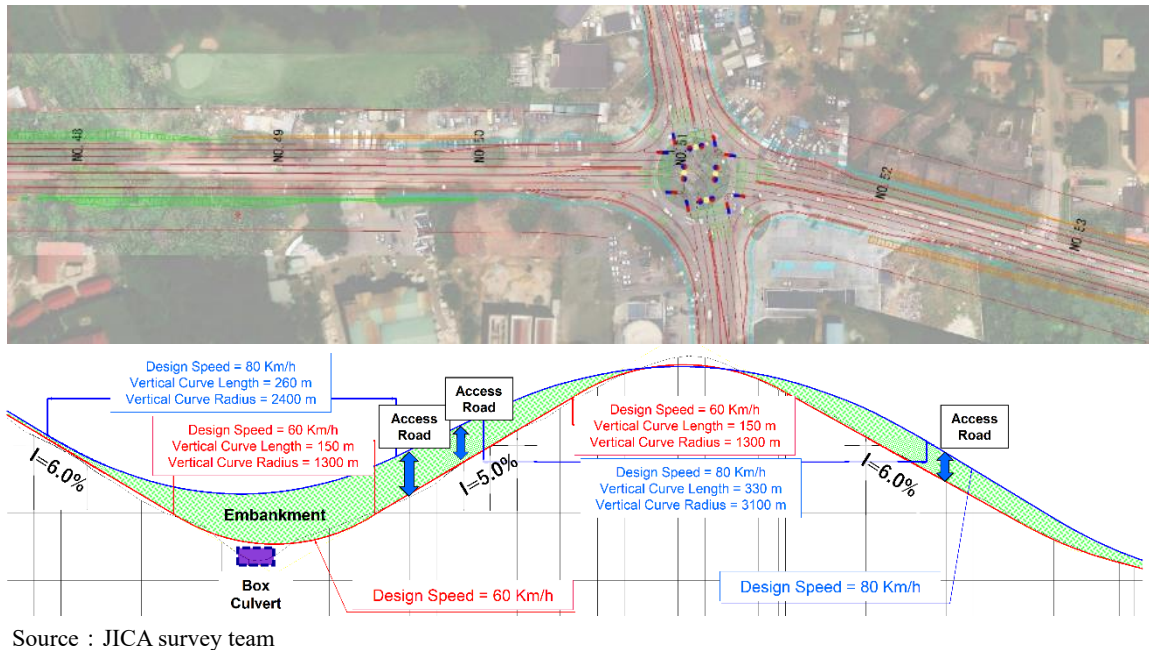 NO. 48
NO. 49
NO. 50
NO. 51
NO. 52
NO. 53
Design Speed = 80 Km/h
Vertical Curve Length = 260 m
Vertical Curve Radius = 2400 m
Design Speed = 60 Km/h
Vertical Curve Length = 150 m
Vertical Curve Radius = 1300 m
Access
Road
Access
Road
Design Speed = 60 Km/h
Vertical Curve Length = 150 m
Vertical Curve Radius = 1300 m
Design Speed = 80 Km/h
Vertical Curve Length = 330 m
Vertical Curve Radius = 3100 m
Access
Road
I=6.0%
I=5.0%
I=6.0%
Embankment
Box
Culvert
Design Speed = 60 Km/h
Design Speed = 80 Km/h
Source : JICA survey team